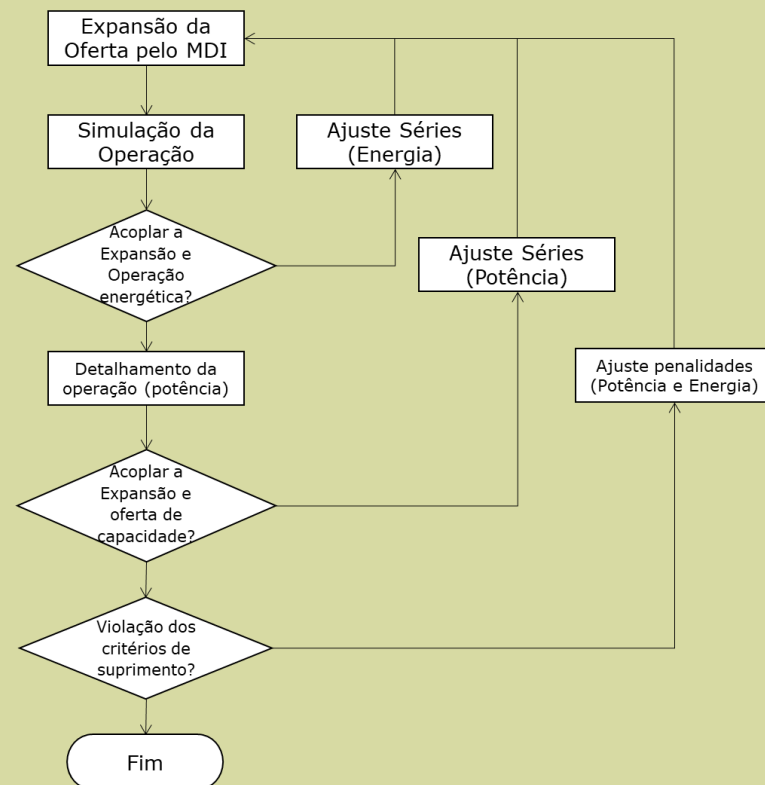 Expansão da
Oferta pelo MDI
Simulação da
Operação
Ajuste Séries
(Energia)
Acoplar a
Expansão e
Operação
energética?
Ajuste Séries
(Potência)
Detalhamento da
operação (potência)
Ajuste penalidades
(Potência e Energia)
Acoplar a
Expansão e
oferta de
capacidade?
Violação dos
critérios de
suprimento?
Fim